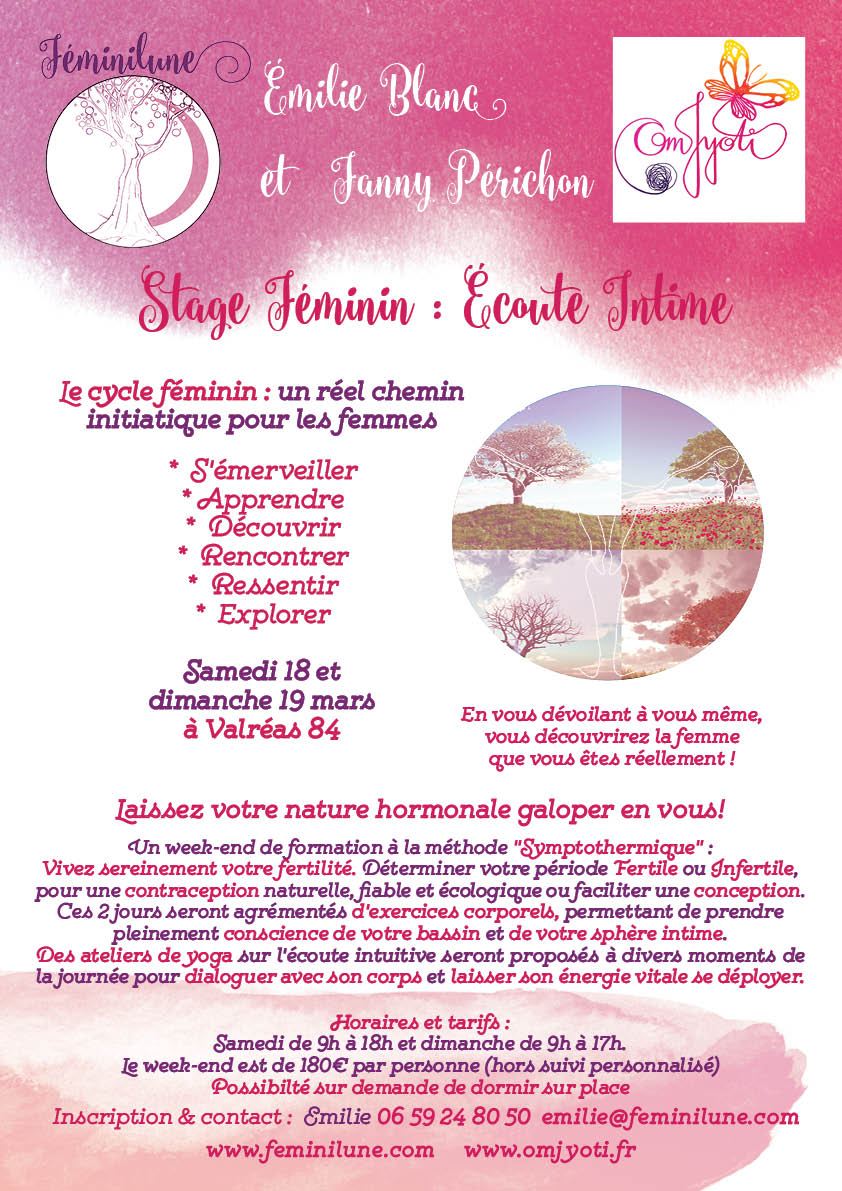 Féminilune
Émilie Blanc
et Fanny Périchon
OmJyoti
Stage Féminin : Écoute Intime
Le cycle féminin : un réel chemin
initiatique pour les femmes
* S'émerveiller
* Apprendre
* Découvrir
* Rencontrer
* Ressentir
* Explorer
Samedi 18 et
dimanche 19 mars
à Valréas 84
En vous dévoilant à vous même,
vous découvrirez la femme
que vous êtes réellement !
Laissez votre nature hormonale galoper en vous!
Un week-end de formation à la méthode "Symptothermique" :
Vivez sereinement votre fertilité. Déterminer votre période Fertile ou Infertile,
pour une contraception naturelle, fiable et écologique ou faciliter une conception.
Ces 2 jours seront agrémentés d'exercices corporels, permettant de prendre
pleinement conscience de votre bassin et de votre sphère intime.
Des ateliers de yoga sur l'écoute intuitive seront proposés à divers moments de
la journée pour dialoguer avec son corps et laisser son énergie vitale se déployer.
Horaires et tarifs :
Samedi de 9h à 18h et dimanche de 9h à 17h.
Le week-end est de 180€ par personne (hors suivi personnalisé)
Possibilté sur demande de dormir sur place
Inscription & contact : Emilie 06 59 24 80 50 emilie@feminilune.com
www.feminilune.com www.omjyoti.fr